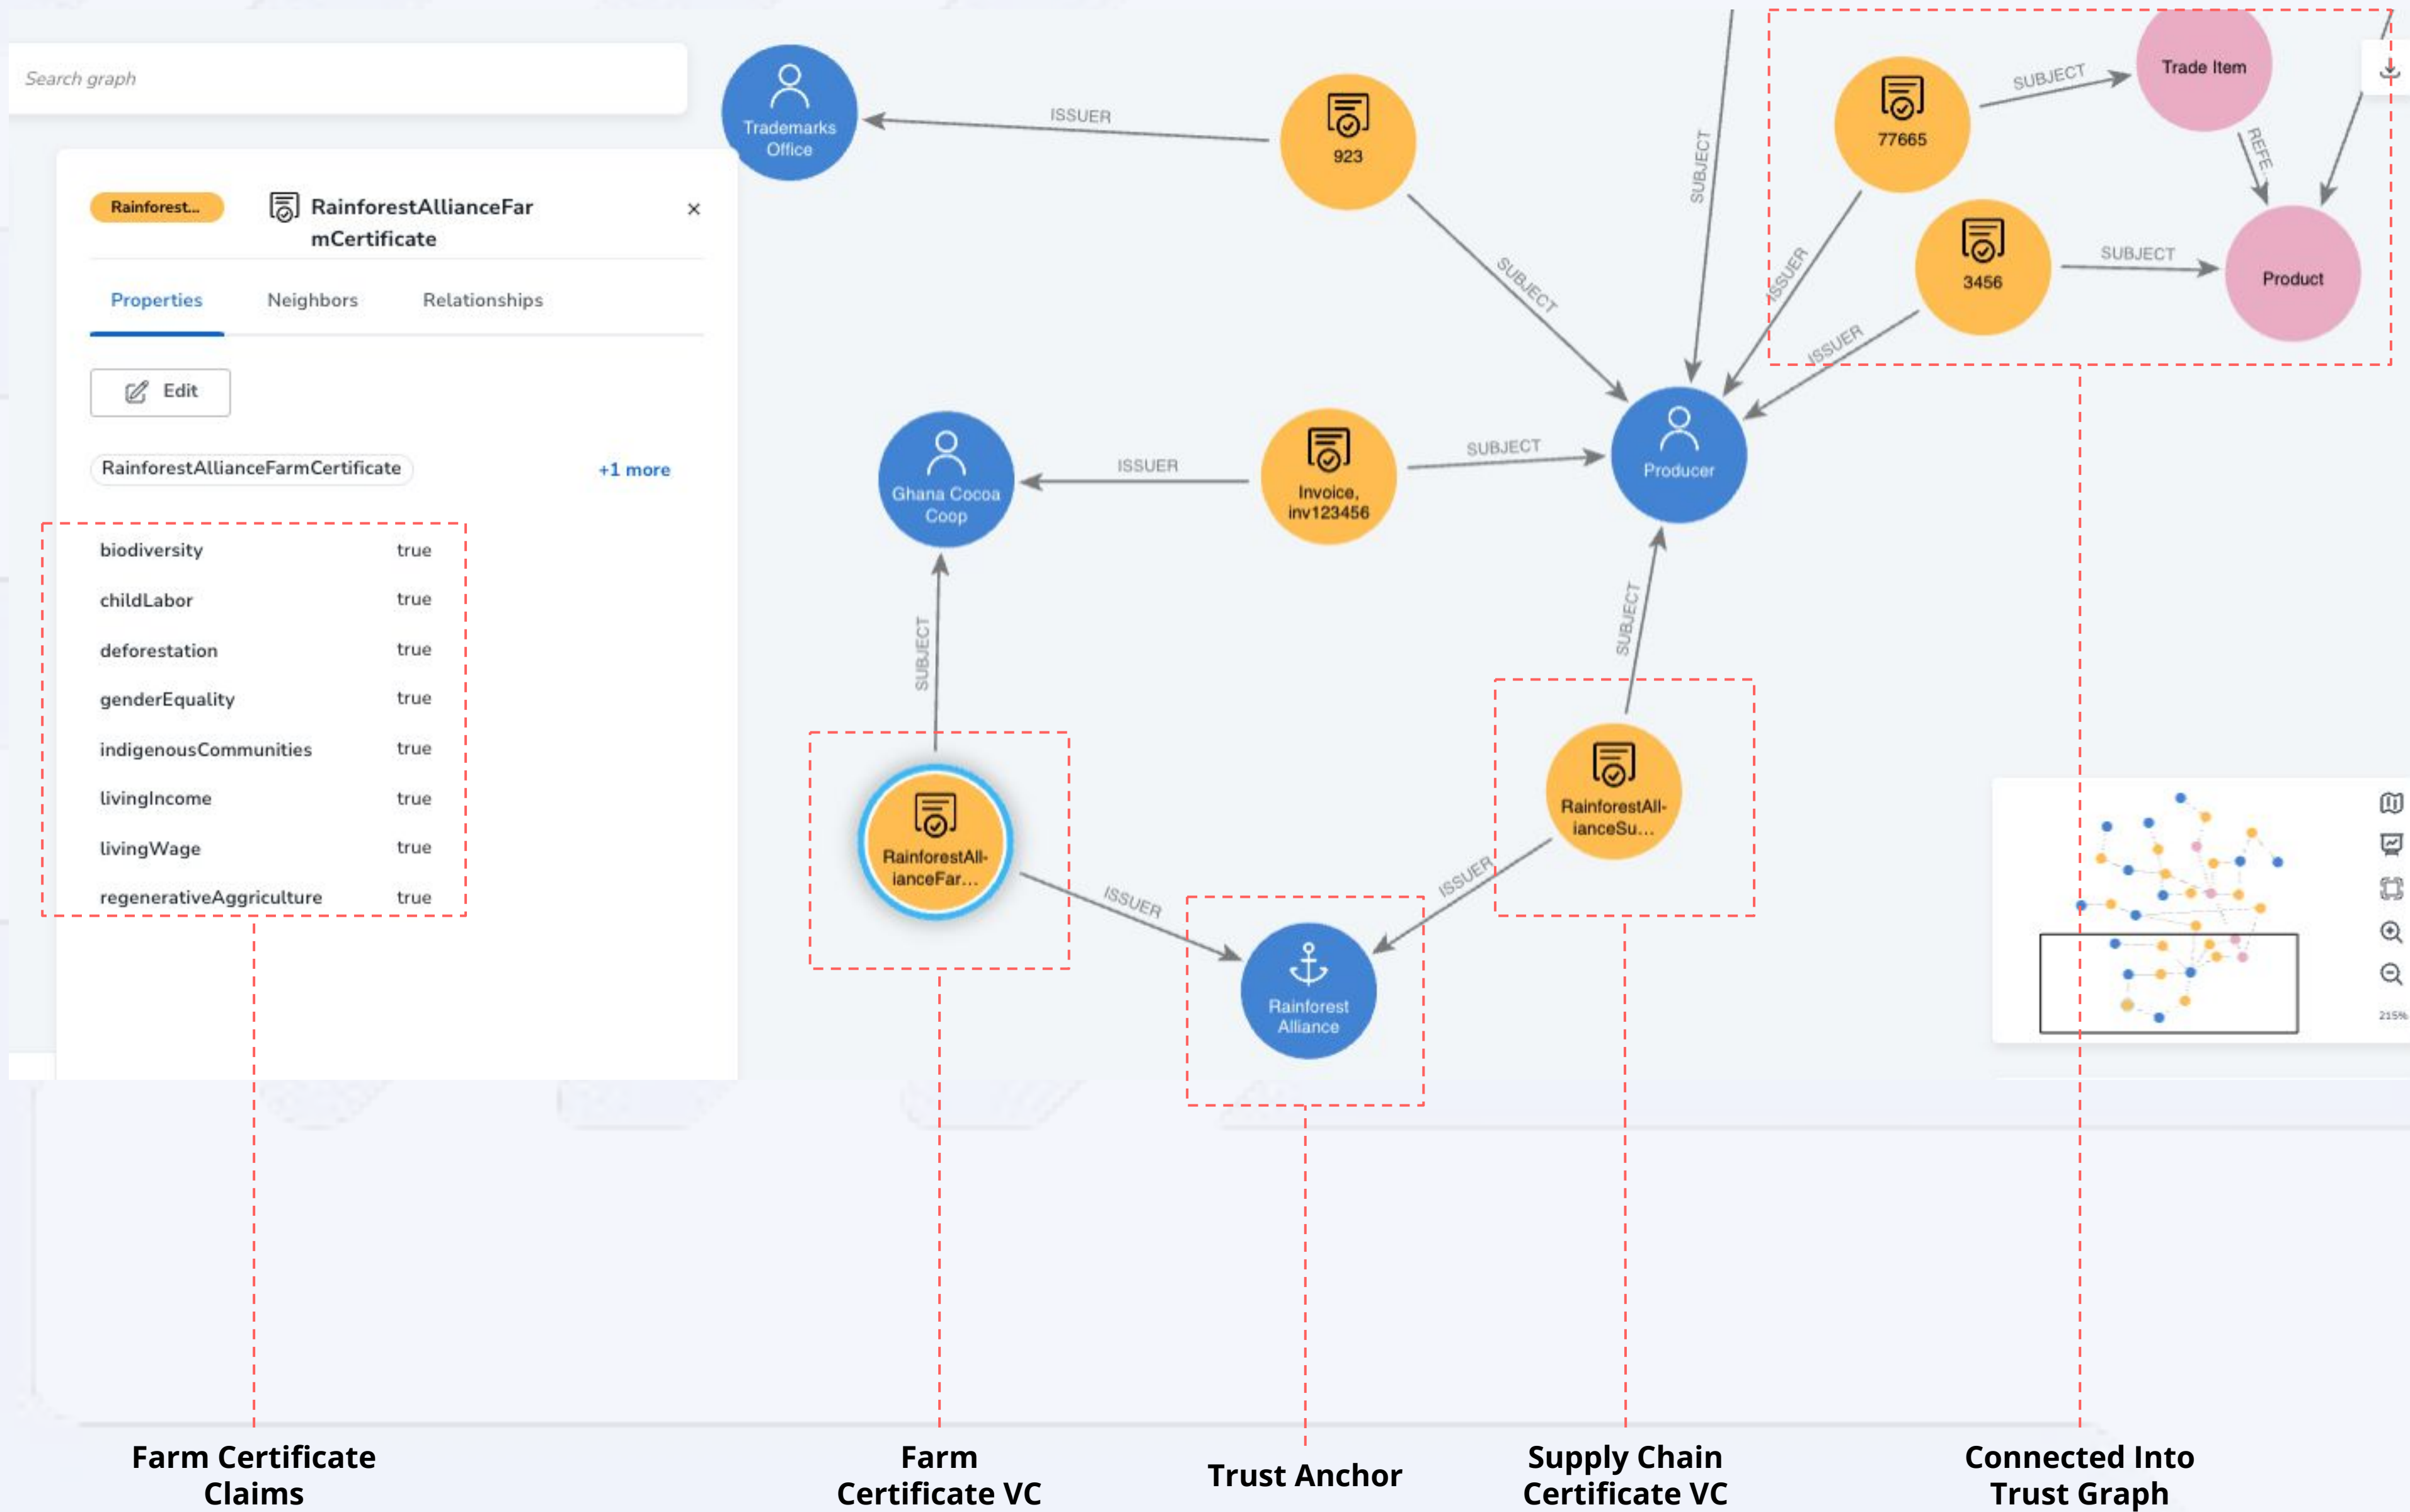 Search graph
Rainforest...
RainforestAllianceFar
mCertificate
×
Properties
Neighbors
Relationships
Edit
RainforestAllianceFarmCertificate
+1 more
biodiversity true
childLabor true
deforestation true
genderEquality true
indigenousCommunities true
livingIncome true
livingWage true
regenerativeAggriculture true
Trademarks
Office
ISSUER
923
SUBJECT
SUBJECT
77665
SUBJECT
Trade Item
REFE...
ISSUER
3456
SUBJECT
Product
ISSUER
Ghana Cocoa
Coop
ISSUER
Invoice,
inv123456
SUBJECT
Producer
SUBJECT
SUBJECT
RainforestAll-
ianceFar...
ISSUER
RainforestAll-
ianceSu...
ISSUER
Rainforest
Alliance
215%
Farm Certificate
Claims
Farm
Certificate VC
Trust Anchor
Supply Chain
Certificate VC
Connected Into
Trust Graph